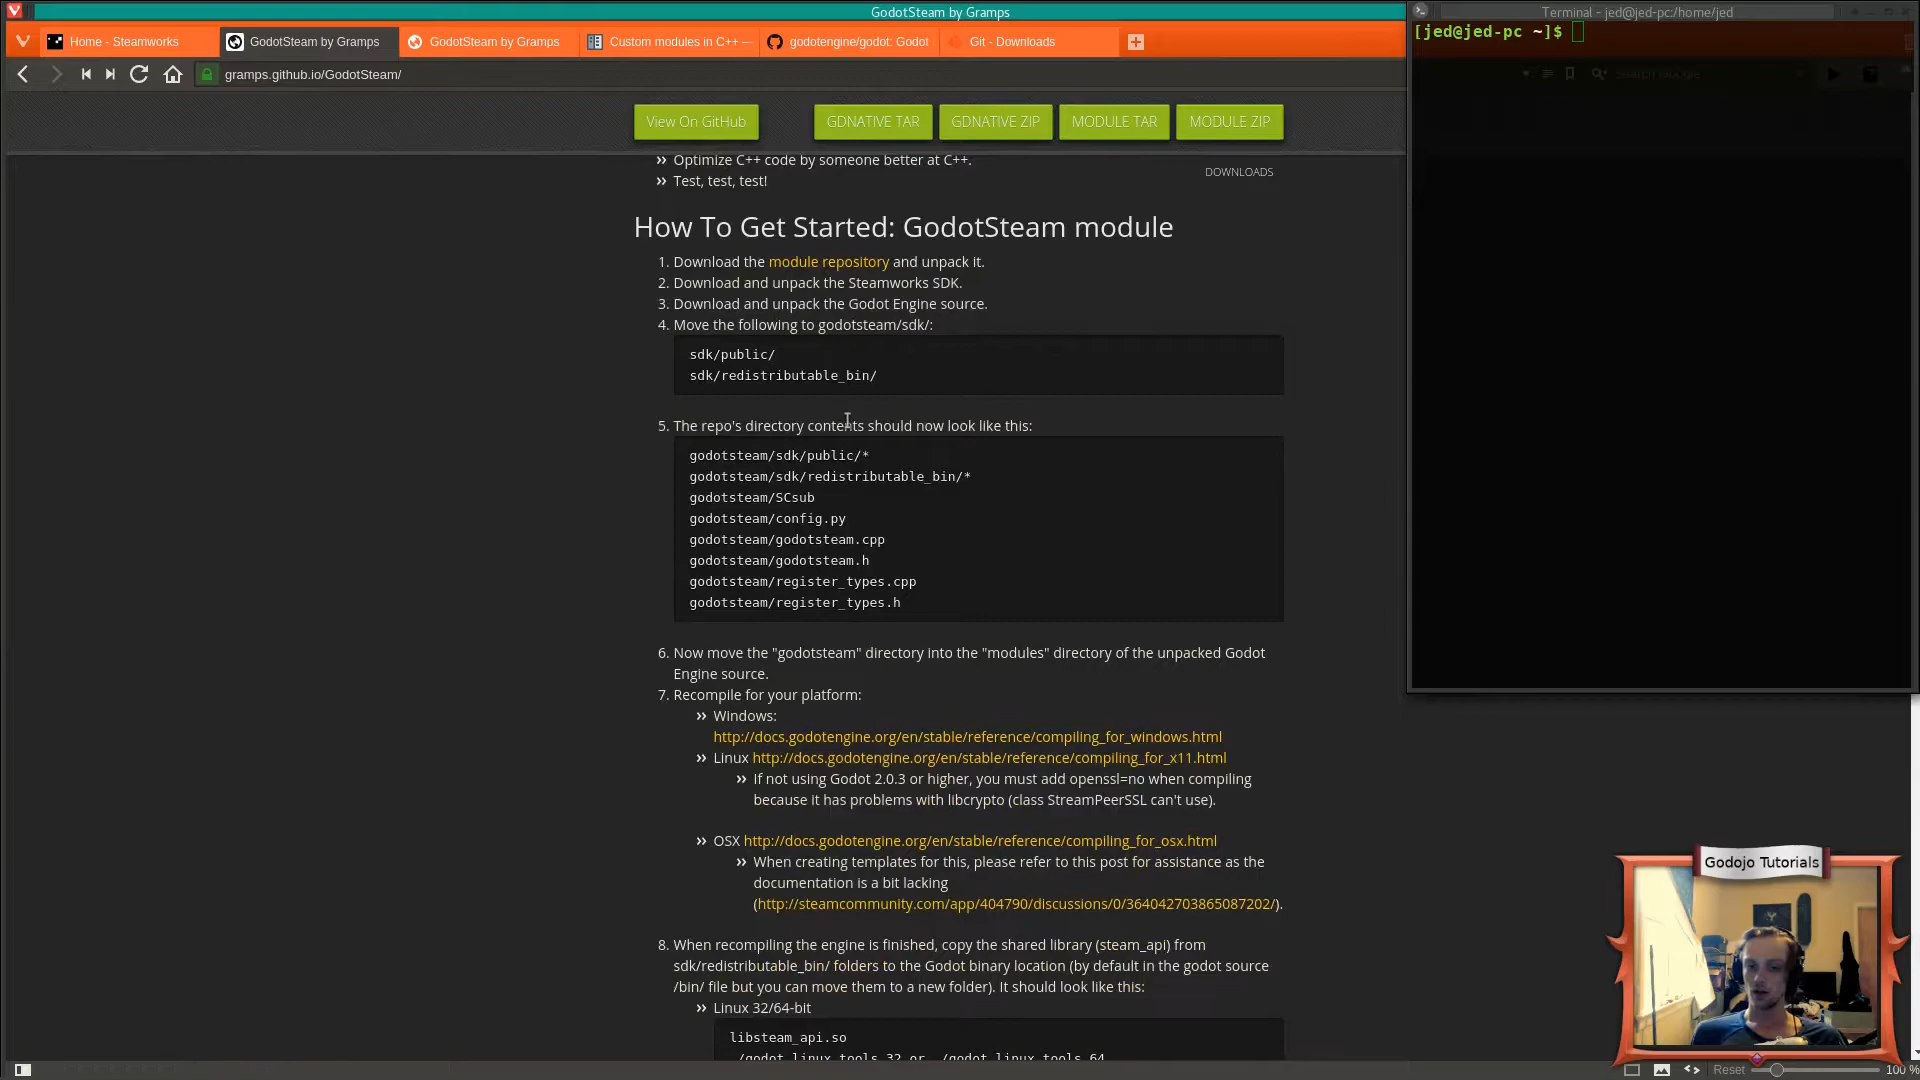 GodotSteam by Gramps
Terminal - jed@jed-pc:/home/jed
Home - Steamworks
GodotSteam by Gramps
GodotSteam by Gramps
Custom modules in C++ —
godotengine/godot: Godot
Git - Downloads
[jed@jed-pc ~]$
gramps.github.io/GodotSteam/
Search Google
View On GitHub
GDNATIVE TAR
GDNATIVE ZIP
MODULE TAR
MODULE ZIP
» Optimize C++ code by someone better at C++.
DOWNLOADS
» Test, test, test!
How To Get Started: GodotSteam module
1. Download the module repository and unpack it.
2. Download and unpack the Steamworks SDK.
3. Download and unpack the Godot Engine source.
4. Move the following to godotsteam/sdk/:
sdk/public/
sdk/redistributable_bin/
5. The repo's directory contents should now look like this:
godotsteam/sdk/public/*
godotsteam/sdk/redistributable_bin/*
godotsteam/SCsub
godotsteam/config.py
godotsteam/godotsteam.cpp
godotsteam/godotsteam.h
godotsteam/register_types.cpp
godotsteam/register_types.h
6. Now move the "godotsteam" directory into the "modules" directory of the unpacked Godot
Engine source.
7. Recompile for your platform:
» Windows:
http://docs.godotengine.org/en/stable/reference/compiling_for_windows.html
» Linux http://docs.godotengine.org/en/stable/reference/compiling_for_x11.html
» If not using Godot 2.0.3 or higher, you must add openssl=no when compiling
because it has problems with libcrypto (class StreamPeerSSL can't use).
» OSX http://docs.godotengine.org/en/stable/reference/compiling_for_osx.html
» When creating templates for this, please refer to this post for assistance as the
documentation is a bit lacking
(http://steamcommunity.com/app/404790/discussions/0/364042703865087202/).
8. When recompiling the engine is finished, copy the shared library (steam_api) from
sdk/redistributable_bin/ folders to the Godot binary location (by default in the godot source
/bin/ file but you can move them to a new folder). It should look like this:
» Linux 32/64-bit
libsteam_api.so
./godot.linux.tools.32 or ./godot.linux.tools.64
Godojo Tutorials
Reset
100 %